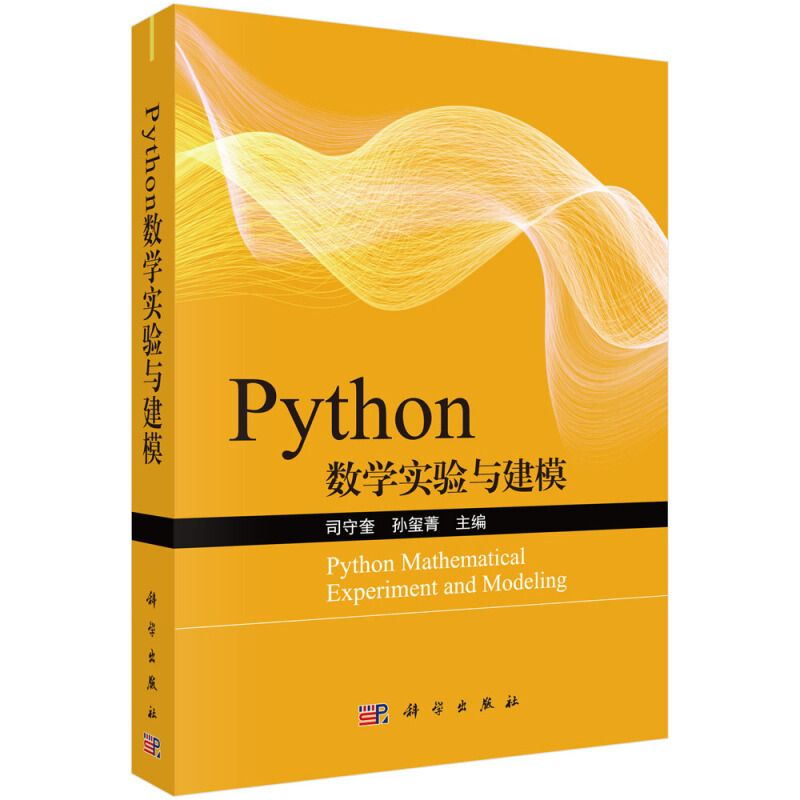 Python数学实验与建模
科学出版社
Python
数学实验与建模
司守奎 孙玺菁 主编
Python Mathematical
Experiment and Modeling
科学出版社